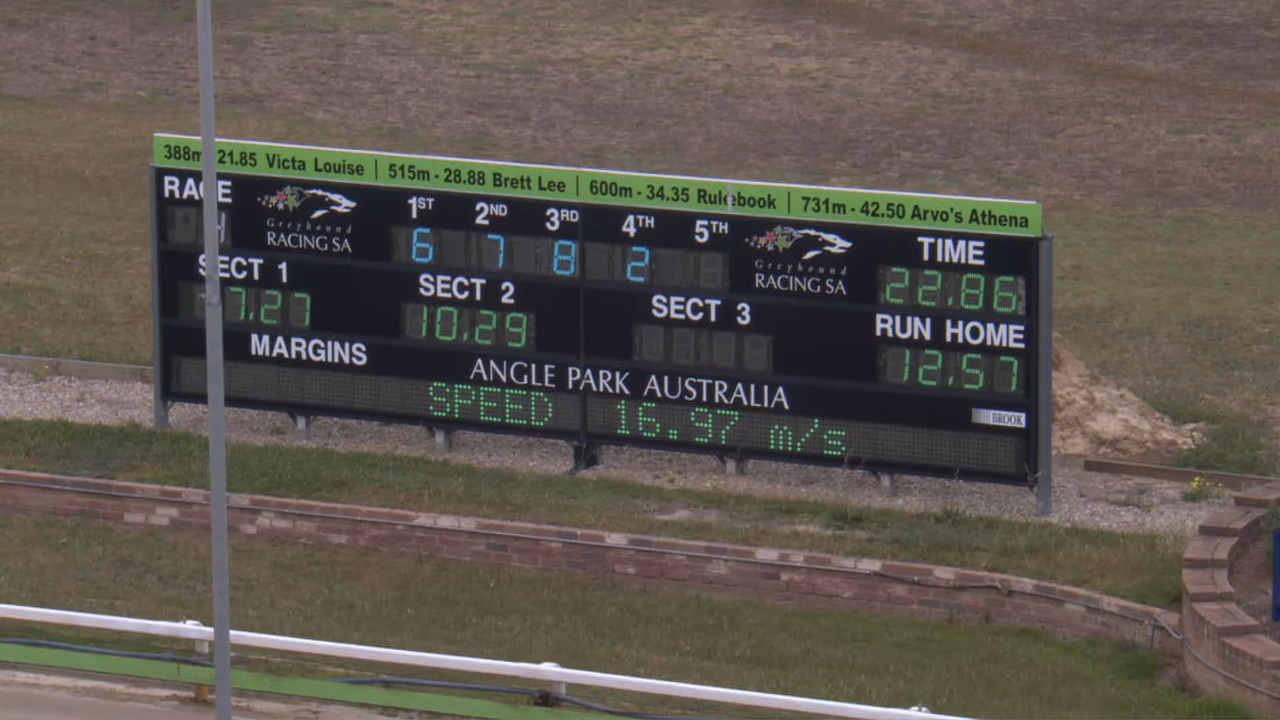 388m 21.85 Victa Louise | 515m - 28.88 Brett Lee | 600m - 34.35 Rulebook | 731m - 42.50 Arvo's Athena
RACE
Greyhound RACING SA
1ST 2ND 3RD 4TH 5TH
6 7 8 2
Greyhound RACING SA
TIME
22.86
SECT 1
7.27
SECT 2
10.29
SECT 3
RUN HOME
12.57
MARGINS
ANGLE PARK AUSTRALIA
BROOK
SPEED 16.97 m/s